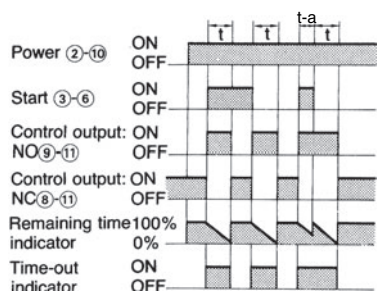 t-a
t t t
Power ②-⑩ ON
OFF
Start ③-⑥ ON
OFF
Control output: ON
NO⑨-⑪ OFF
Control output: ON
NC⑧-⑪ OFF
Remaining time 100%
indicator 0%
Time-out ON
indicator OFF